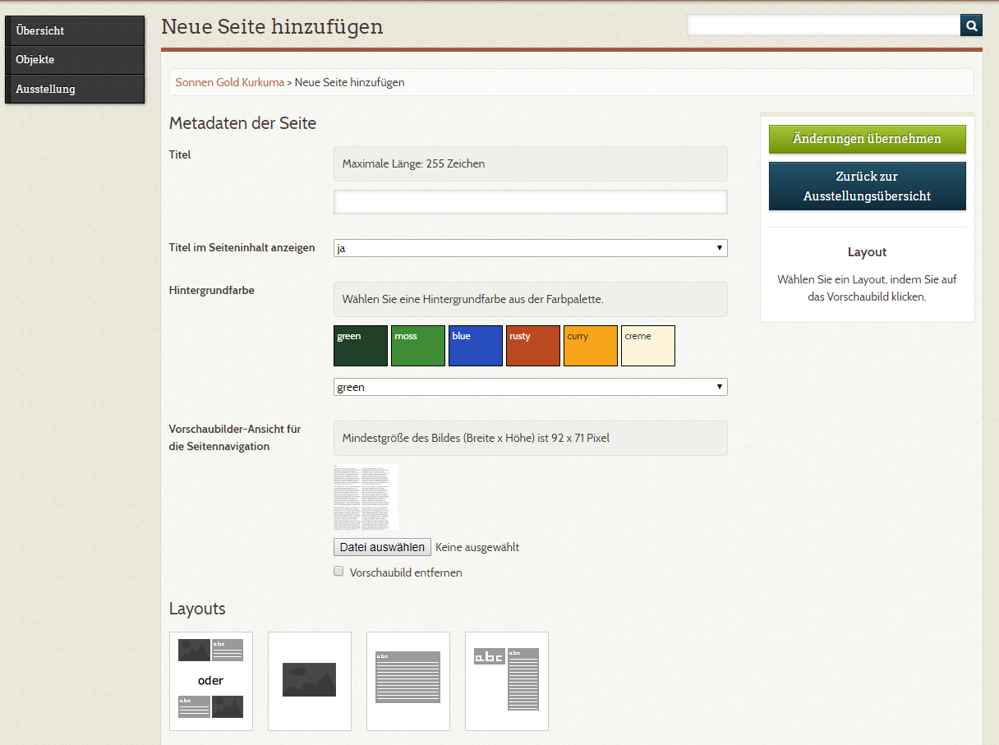 Übersicht
Objekte
Ausstellung
Neue Seite hinzufügen
Sonnen Gold Kurkuma > Neue Seite hinzufügen
Metadaten der Seite
Titel
Maximale Länge: 255 Zeichen
Titel im Seiteninhalt anzeigen
ja
Hintergrundfarbe
Wählen Sie eine Hintergrundfarbe aus der Farbpalette.
green moss blue rusty curry creme
green
Vorschaubilder-Ansicht für
die Seitennavigation
Mindestgröße des Bildes (Breite x Höhe) ist 92 x 71 Pixel
Datei auswählen Keine ausgewählt
Vorschaubild entfernen
Layouts
abc
oder
abc
abc
abc abc
Änderungen übernehmen
Zurück zur
Ausstellungsübersicht
Layout
Wählen Sie ein Layout, indem Sie auf
das Vorschaubild klicken.